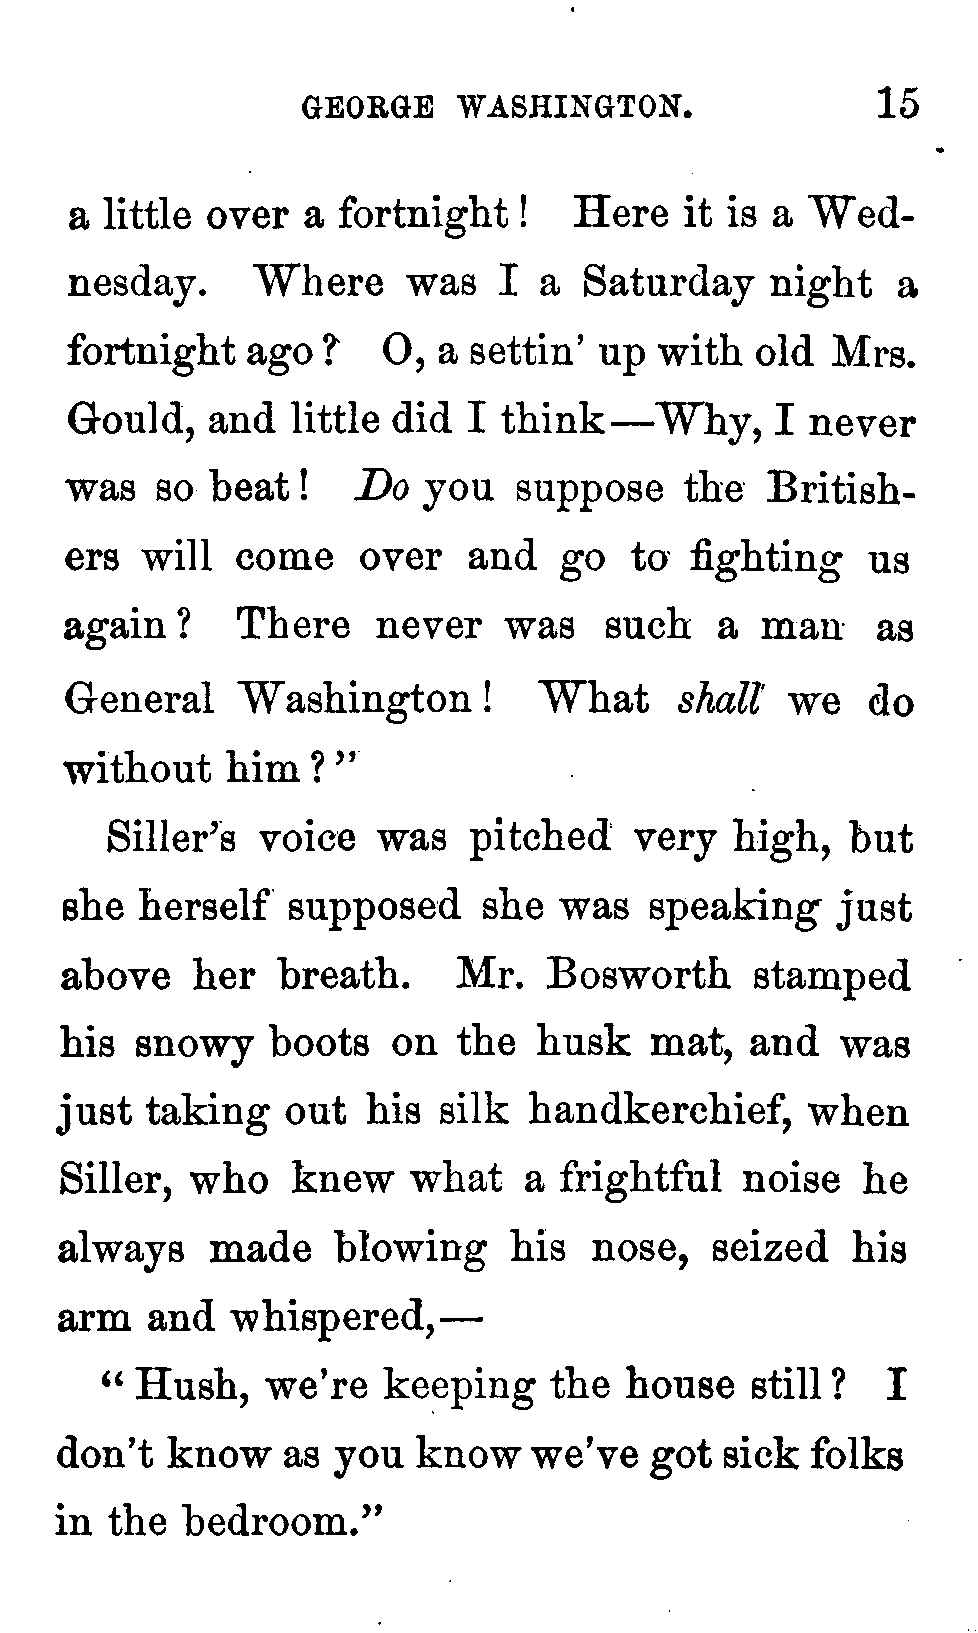 GEORGE WASHINGTON. 15
a little over a fortnight! Here it is a Wed-
nesday. Where was I a Saturday night a
fortnight ago? O, a settin' up with old Mrs.
Gould, and little did I think—Why, I never
was so beat! Do you suppose the British-
ers will come over and go to fighting us
again? There never was such a man as
General Washington! What shall we do
without him?"
Siller's voice was pitched very high, but
she herself supposed she was speaking just
above her breath. Mr. Bosworth stamped
his snowy boots on the husk mat, and was
just taking out his silk handkerchief, when
Siller, who knew what a frightful noise he
always made blowing his nose, seized his
arm and whispered,—
"Hush, we're keeping the house still? I
don't know as you know we've got sick folks
in the bedroom."